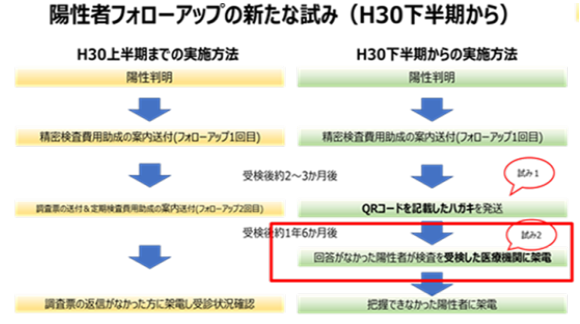 陽性者フォローアップの新たな試み（H30下半期から）
H30上半期までの実施方法
H30下半期からの実施方法
陽性判明
陽性判明
精密検査費用助成の案内送付(フォローアップ1回目)
精密検査費用助成の案内送付(フォローアップ1回目)
受検後約2～3か月後
試み１
調査票の送付＆定期検査費用助成の案内送付(フォローアップ2回目)
QRコードを記載したハガキを発送
受検後約1年6か月後
試み2
回答がなかった陽性者が検査を受検した医療機関に架電
調査票の返信がなかった方に架電し受診状況確認
把握できなかった陽性者に架電